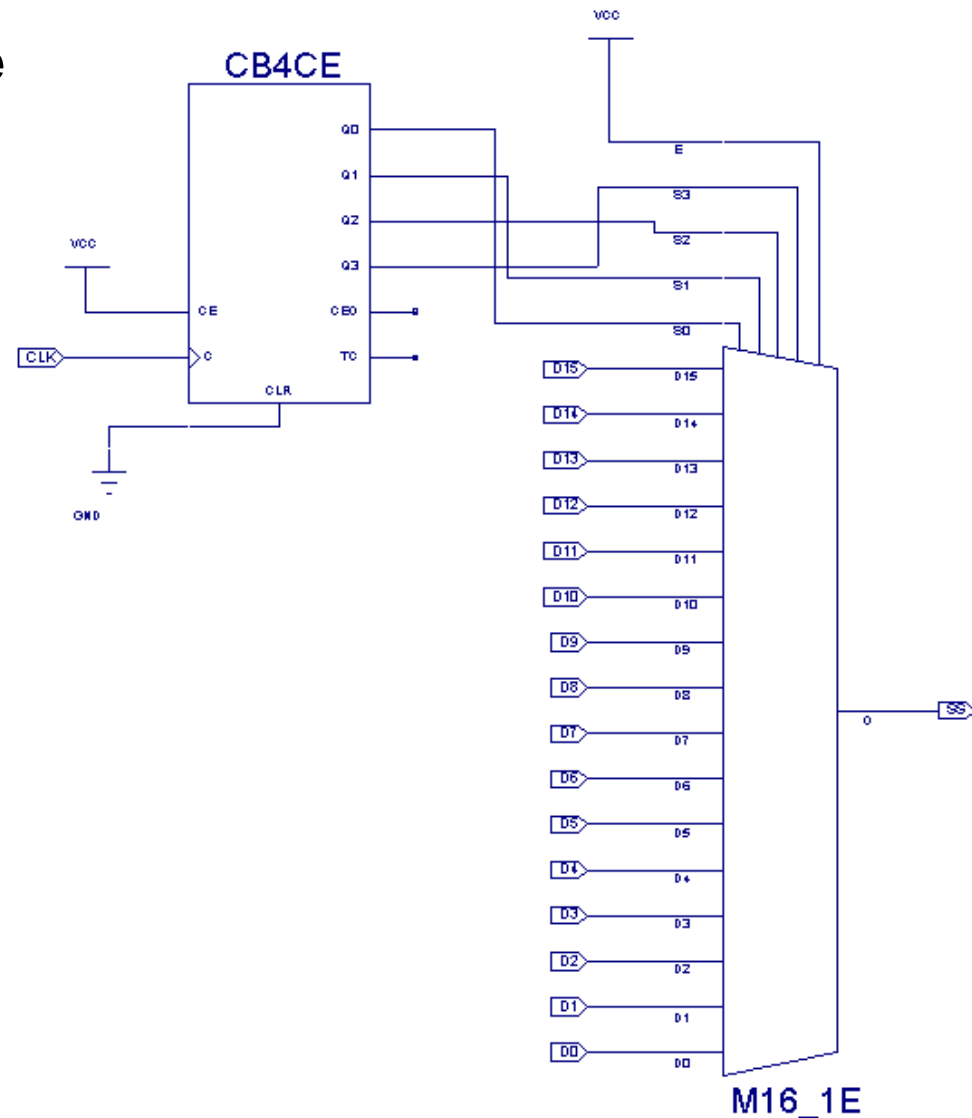 e
VCC
CB4CE
Q0
E
Q1
S3
Q2
S2
VCC
Q3
S1
CE
CEO
S0
CLK
C
TC
CLR
GND
D15
D15
D14
D14
D13
D13
D12
D12
D11
D11
D10
D10
D9
D9
D8
D8
SS
O
D7
D7
D6
D6
D5
D5
D4
D4
D3
D3
D2
D2
D1
D1
D0
D0
M16_1E